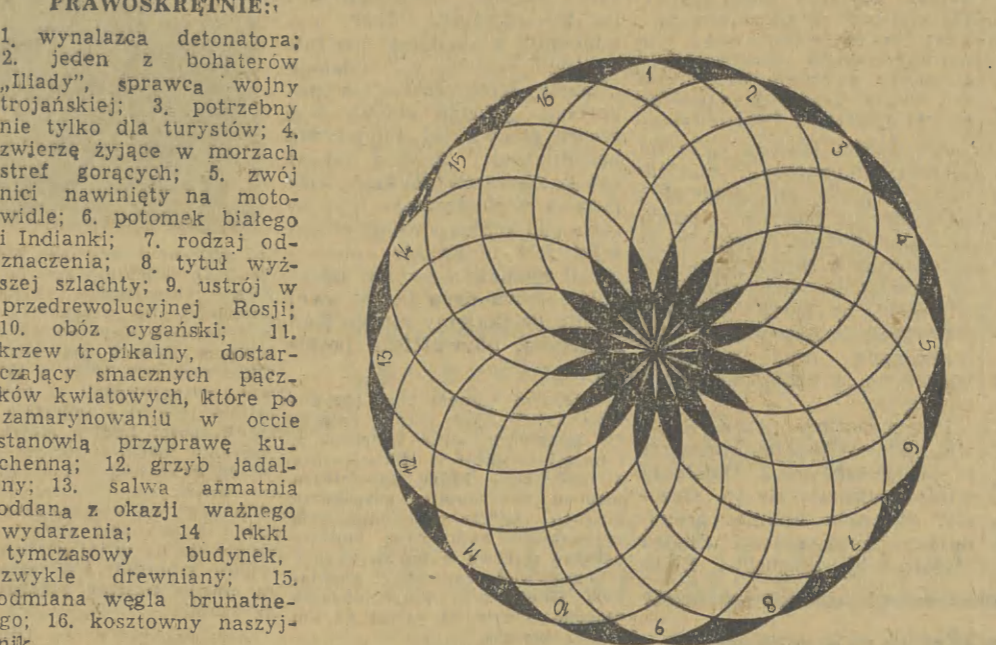 PRAWOSKRĘTNIE:
1. wynalazca detonatora;
2. jeden z bohaterów
„Iliady”, sprawca wojny
trojańskiej; 3. potrzebny
nie tylko dla turystów; 4.
zwierzę żyjące w morzach
stref gorących; 5. zwój
nici nawinięty na moto-
widle; 6. potomek białego
i Indianki; 7. rodzaj od-
znaczenia; 8. tytuł wyż-
szej szlachty; 9. ustrój w
przedrewolucyjnej Rosji;
10. obóz cygański; 11.
krzew tropikalny, dostar-
czający smacznych pącz-
ków kwiatowych, które po
zamarynowaniu w occie
stanowią przyprawę ku-
chenną; 12. grzyb jadal-
ny; 13. salwa armatnia
oddana z okazji ważnego
wydarzenia; 14 lekki
tymczasowy budynek,
zwykle drewniany; 15.
odmiana węgla brunatne-
go; 16. kosztowny naszyj-
nik
1
2
3
4
5
6
7
8
9
10
11
12
13
14
15
16